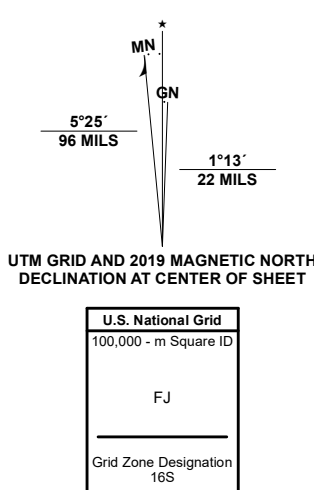 ★
MN
GN
5°25´
96 MILS
1°13´
22 MILS
UTM GRID AND 2019 MAGNETIC NORTH
DECLINATION AT CENTER OF SHEET
U.S. National Grid
100,000 - m Square ID
FJ
Grid Zone Designation
16S